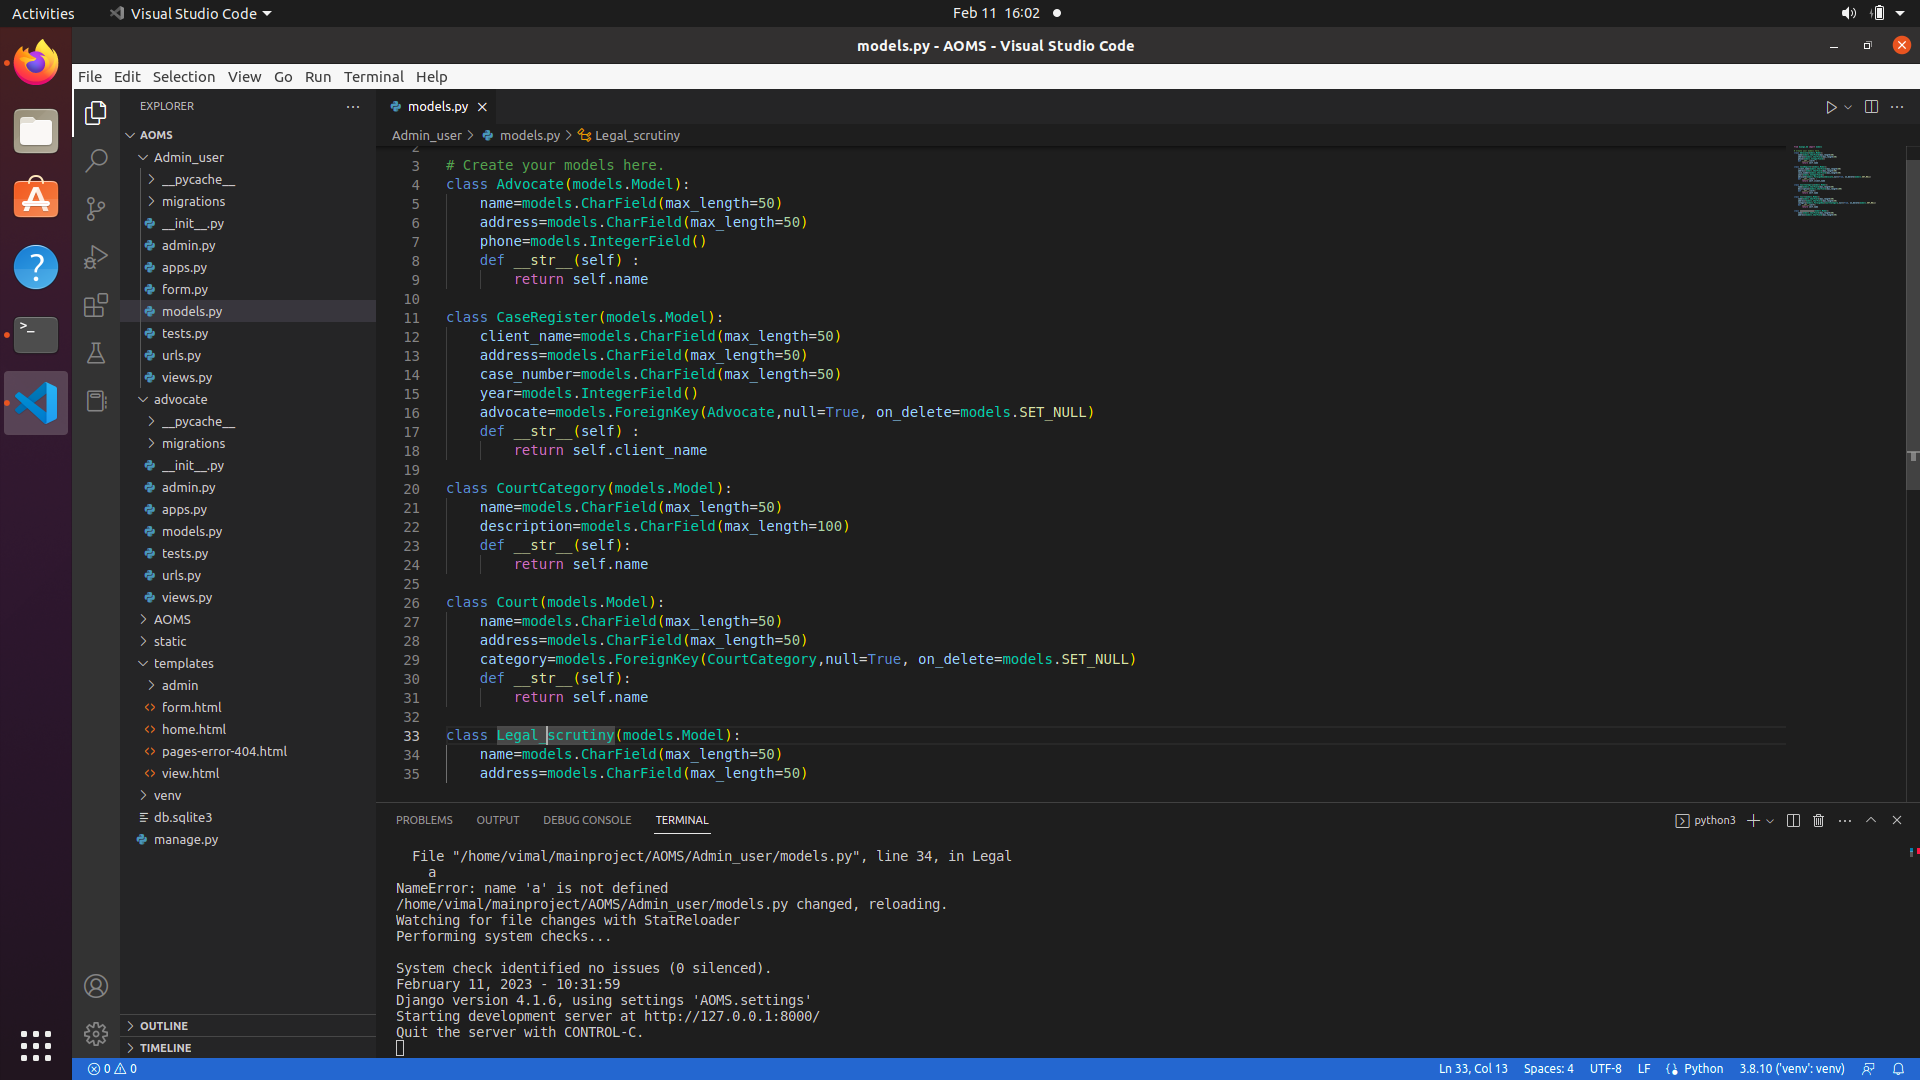 Activities
Visual Studio Code
Feb 11 16:02
models.py - AOMS - Visual Studio Code
File Edit Selection View Go Run Terminal Help
EXPLORER
AOMS
Admin_user
__pycache__
migrations
__init__.py
admin.py
apps.py
form.py
models.py
tests.py
urls.py
views.py
advocate
__pycache__
migrations
__init__.py
admin.py
apps.py
models.py
tests.py
urls.py
views.py
AOMS
static
templates
admin
form.html
home.html
pages-error-404.html
view.html
venv
db.sqlite3
manage.py
OUTLINE
TIMELINE
models.py
Admin_user > models.py > Legal_scrutiny
2
3 # Create your models here.
4 class Advocate(models.Model):
5 name=models.CharField(max_length=50)
6 address=models.CharField(max_length=50)
7 phone=models.IntegerField()
8 def __str__(self) :
9 return self.name
10
11 class CaseRegister(models.Model):
12 client_name=models.CharField(max_length=50)
13 address=models.CharField(max_length=50)
14 case_number=models.CharField(max_length=50)
15 year=models.IntegerField()
16 advocate=models.ForeignKey(Advocate,null=True, on_delete=models.SET_NULL)
17 def __str__(self) :
18 return self.client_name
19
20 class CourtCategory(models.Model):
21 name=models.CharField(max_length=50)
22 description=models.CharField(max_length=100)
23 def __str__(self):
24 return self.name
25
26 class Court(models.Model):
27 name=models.CharField(max_length=50)
28 address=models.CharField(max_length=50)
29 category=models.ForeignKey(CourtCategory,null=True, on_delete=models.SET_NULL)
30 def __str__(self):
31 return self.name
32
33 class Legal_scrutiny(models.Model):
34 name=models.CharField(max_length=50)
35 address=models.CharField(max_length=50)
PROBLEMS OUTPUT DEBUG CONSOLE TERMINAL
python3
File "/home/vimal/mainproject/AOMS/Admin_user/models.py", line 34, in Legal
a
NameError: name 'a' is not defined
/home/vimal/mainproject/AOMS/Admin_user/models.py changed, reloading.
Watching for file changes with StatReloader
Performing system checks...
System check identified no issues (0 silenced).
February 11, 2023 - 10:31:59
Django version 4.1.6, using settings 'AOMS.settings'
Starting development server at http://127.0.0.1:8000/
Quit the server with CONTROL-C.
0 0
Ln 33, Col 13 Spaces: 4 UTF-8 LF Python 3.8.10 ('venv': venv)